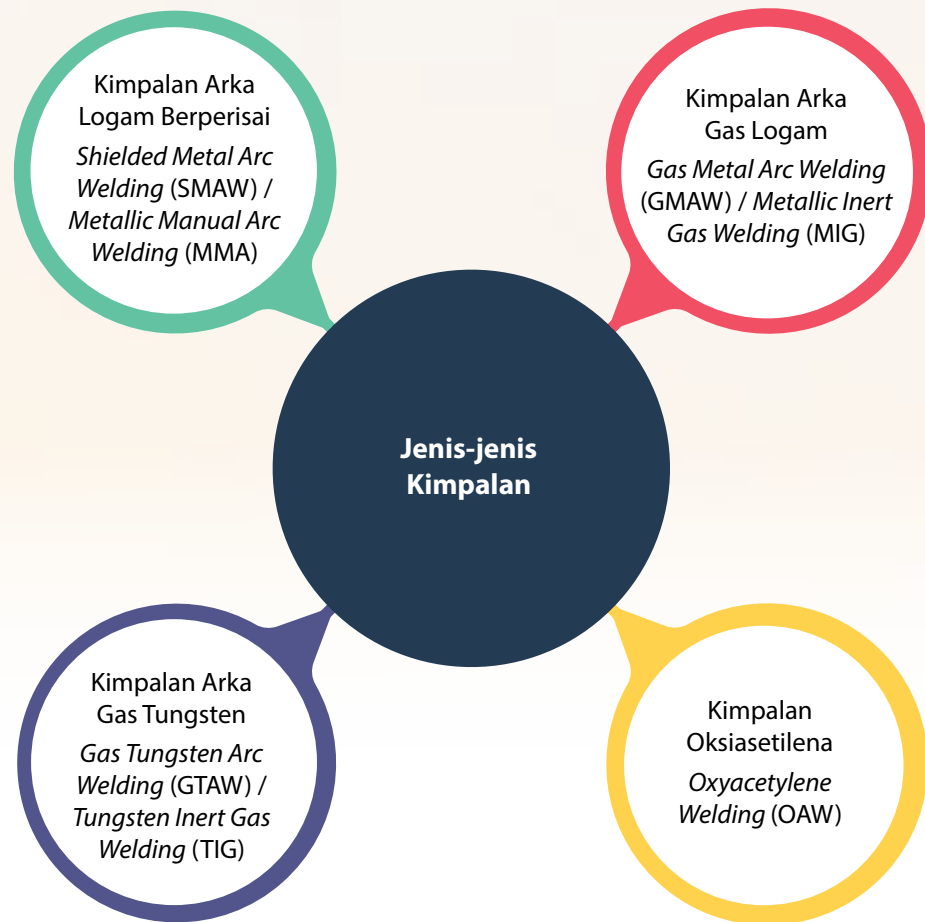 Kimpalan Arka
Logam Berperisai
Shielded Metal Arc
Welding (SMAW) /
Metallic Manual Arc
Welding (MMA)
Kimpalan Arka
Gas Logam
Gas Metal Arc Welding
(GMAW) / Metallic Inert
Gas Welding (MIG)
Jenis-jenis
Kimpalan
Kimpalan Arka
Gas Tungsten
Gas Tungsten Arc
Welding (GTAW) /
Tungsten Inert Gas
Welding (TIG)
Kimpalan
Oksiasetilena
Oxyacetylene
Welding (OAW)